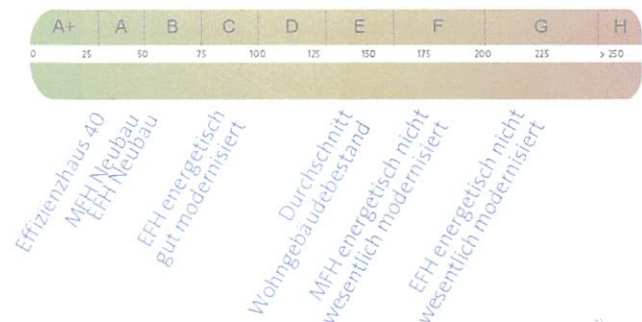 A+ A B C D E F G H
0 25 50 75 100 125 150 175 200 225 > 250
Effizienzhaus 40
MFH Neubau
EFH Neubau
EFH energetisch
gut modernisiert
Durchschnitt
Wohngebäudebestand
MFH energetisch nicht
wesentlich modernisiert
EFH energetisch nicht
wesentlich modernisiert